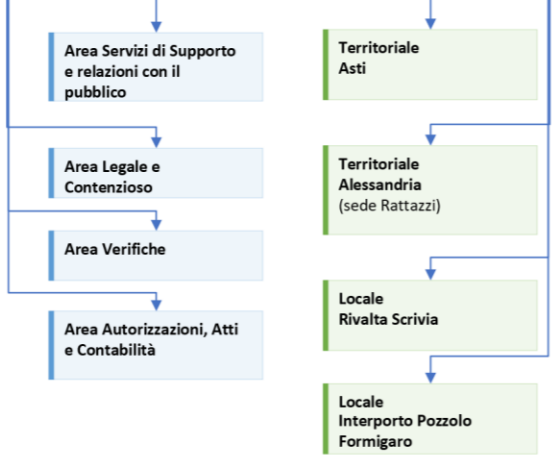 Area Servizi di Supporto
e relazioni con il
pubblico
Area Legale e
Contenzioso
Area Verifiche
Area Autorizzazioni, Atti
e Contabilità
Territoriale
Asti
Territoriale
Alessandria
(sede Rattazzi)
Locale
Rivalta Scrivia
Locale
Interporto Pozzolo
Formigaro